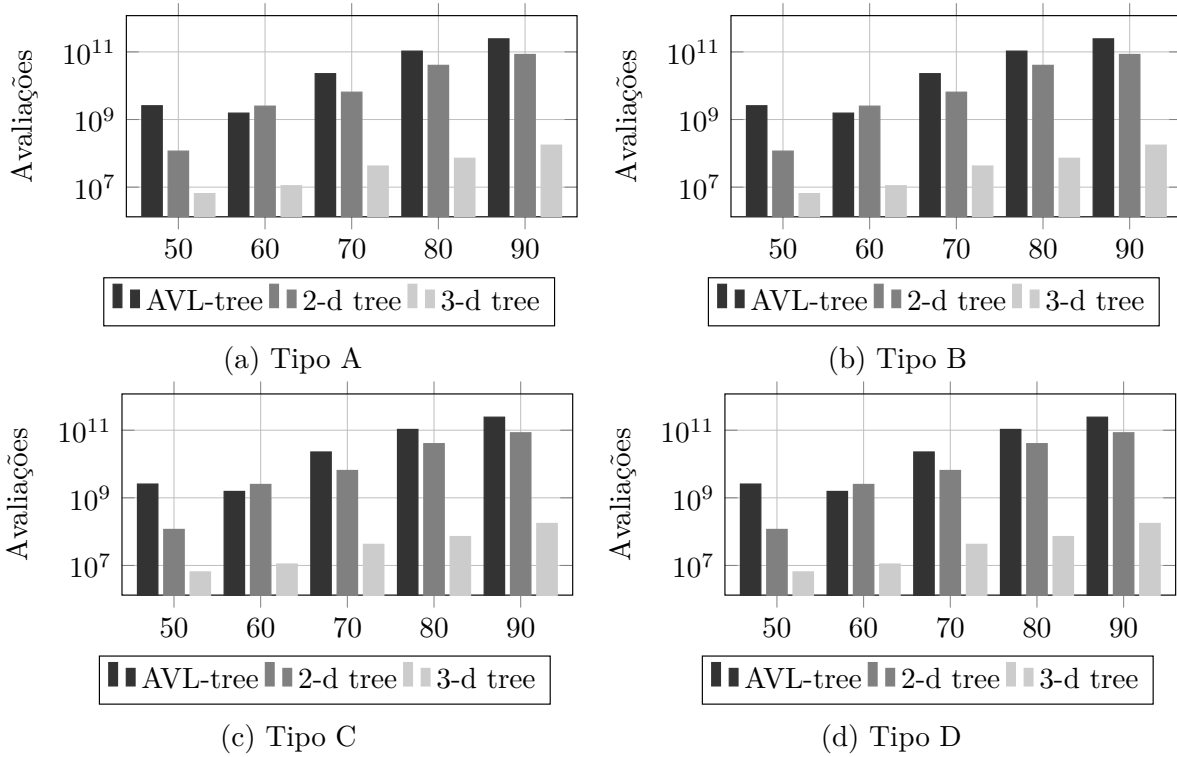 Avaliações
10^11
10^9
10^7
50 60 70 80 90
AVL-tree 2-d tree 3-d tree
(a) Tipo A
Avaliações
10^11
10^9
10^7
50 60 70 80 90
AVL-tree 2-d tree 3-d tree
(b) Tipo B
Avaliações
10^11
10^9
10^7
50 60 70 80 90
AVL-tree 2-d tree 3-d tree
(c) Tipo C
Avaliações
10^11
10^9
10^7
50 60 70 80 90
AVL-tree 2-d tree 3-d tree
(d) Tipo D